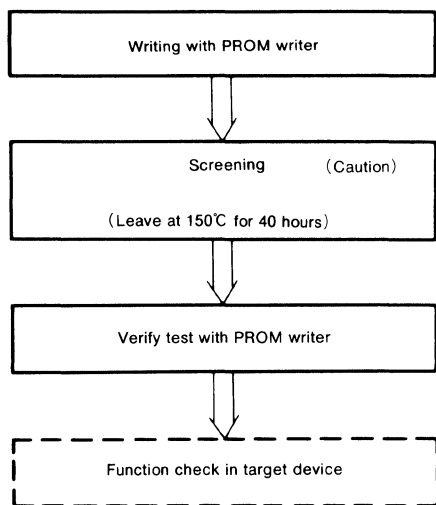 Writing with PROM writer
Screening (Caution)
(Leave at 150℃ for 40 hours)
Verify test with PROM writer
Function check in target device